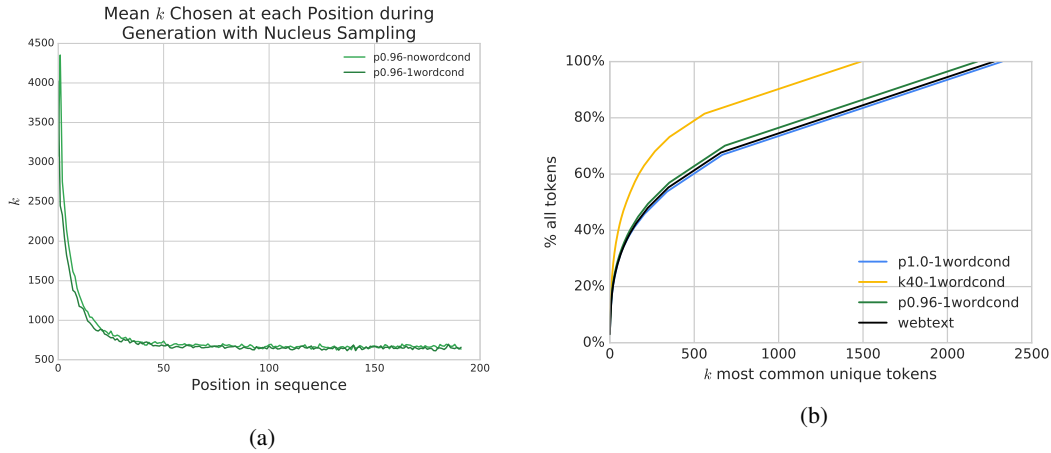 Mean k Chosen at each Position during
Generation with Nucleus Sampling
4500
4000
3500
3000
2500
2000
1500
1000
500
k
p0.96-nowordcond
p0.96-1wordcond
0
50
100
150
200
Position in sequence
(a)
100%
80%
60%
40%
20%
0%
% all tokens
p1.0-1wordcond
k40-1wordcond
p0.96-1wordcond
webtext
0
500
1000
1500
2000
2500
k most common unique tokens
(b)